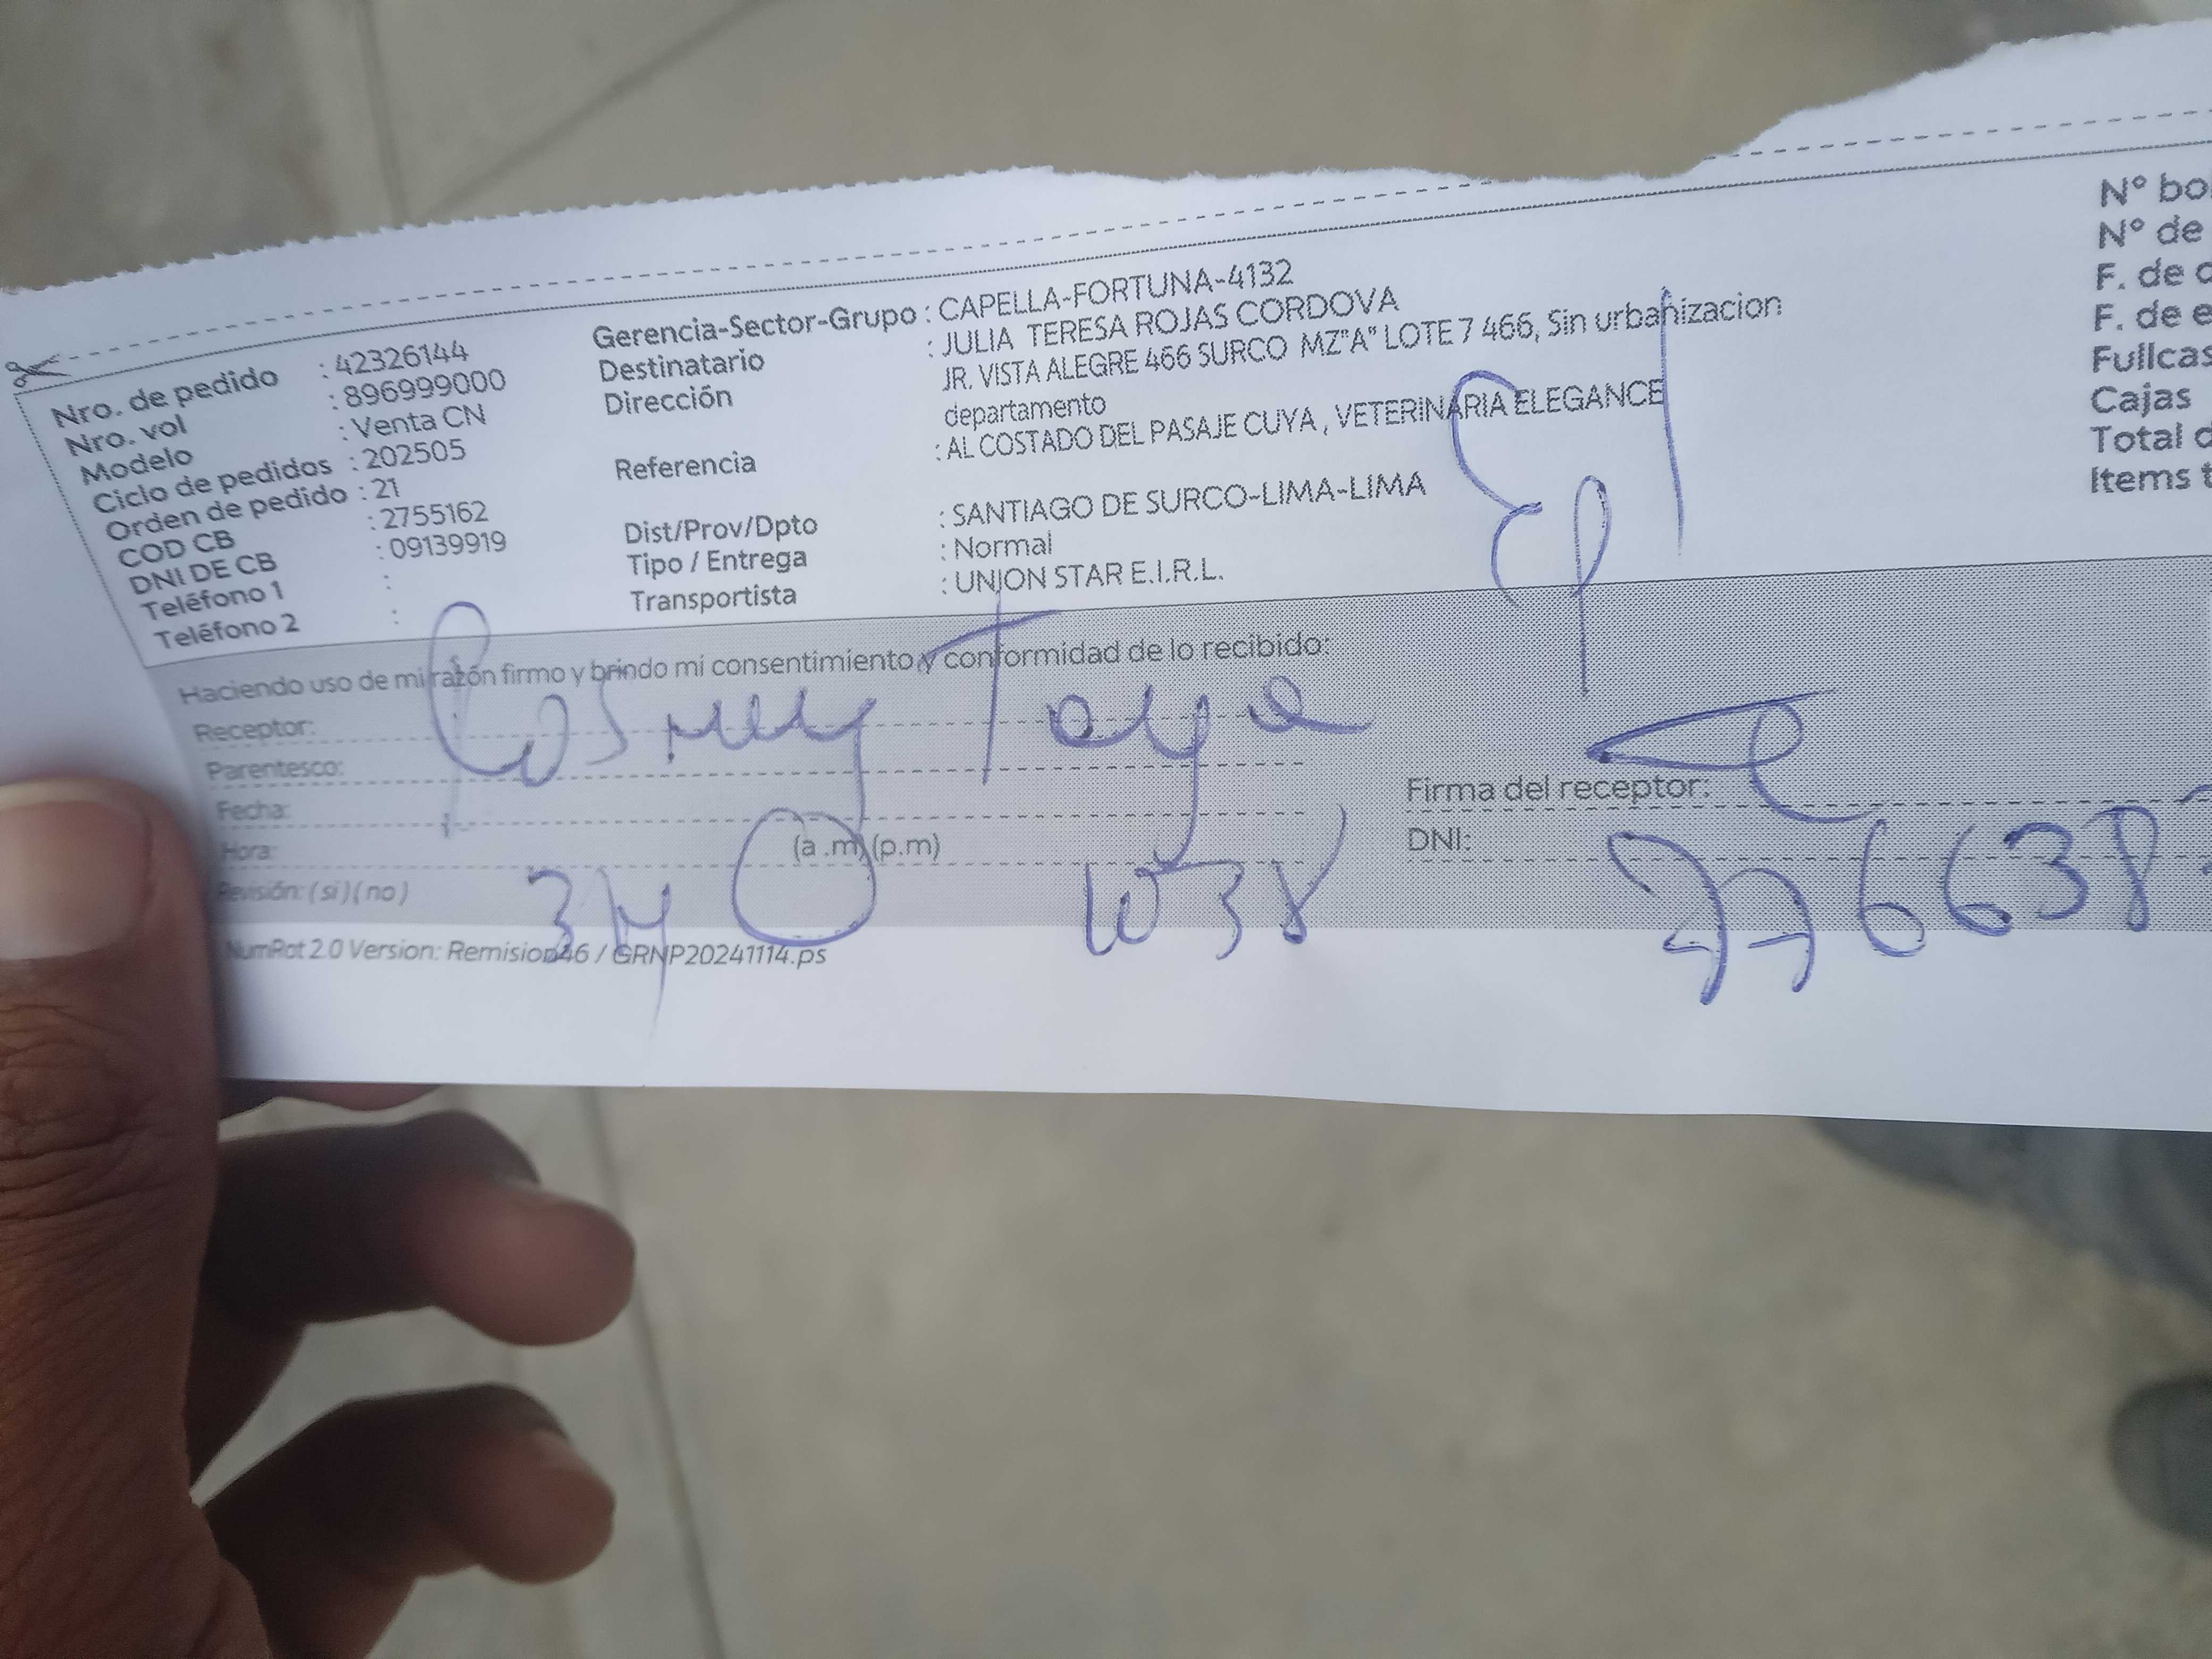 Nro. de pedido : 42326144
Nro. vol : 896999000
Modelo : Venta CN
Ciclo de pedidos : 202505
Orden de pedido : 21
COD CB : 2755162
DNI DE CB : 09139919
Teléfono 1 :
Teléfono 2 :
Gerencia-Sector-Grupo : CAPELLA-FORTUNA-4132
Destinatario : JULIA TERESA ROJAS CORDOVA
Dirección JR. VISTA ALEGRE 466 SURCO MZ"A" LOTE 7 466, Sin urbanizacion
departamento
Referencia : AL COSTADO DEL PASAJE CUYA , VETERINARIA ELEGANCE
Dist/Prov/Dpto : SANTIAGO DE SURCO-LIMA-LIMA
Tipo / Entrega : Normal
Transportista : UNION STAR E.I.R.L.
N° bo
N° de
F. de
F. de e
Fullcas
Cajas
Total d
Items t
Haciendo uso de mi razón firmo y brindo mi consentimiento y conformidad de lo recibido:
Receptor:
Parentesco:
Fecha:
Hora: (a .m) (p.m)
Revisión: ( si ) ( no )
Firma del receptor:
DNI: 776638
1038
NumRot 2.0 Version: Remision46 / GRNP20241114.ps